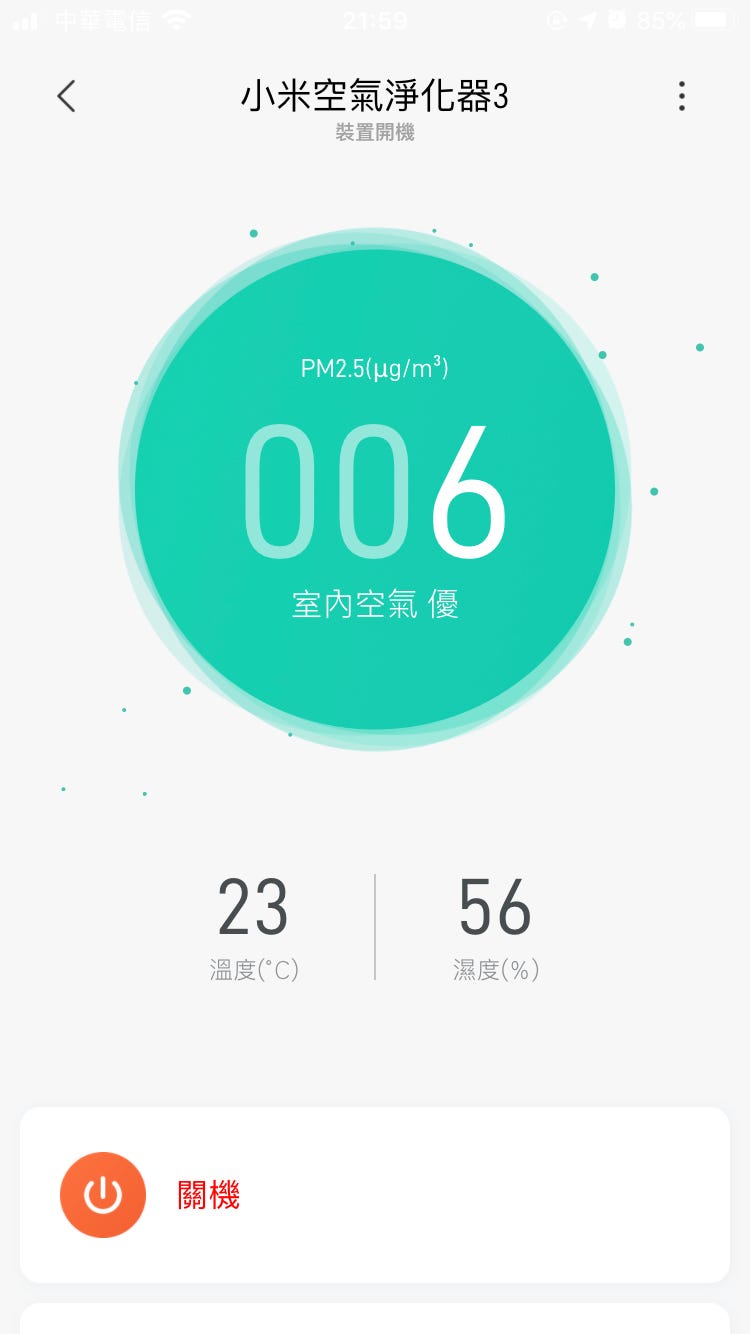 中華電信 21:59 85%
小米空氣淨化器3
裝置開機
PM2.5(μg/m³)
006
室內空氣 優
23 56
溫度(°C) 濕度(%)
關機